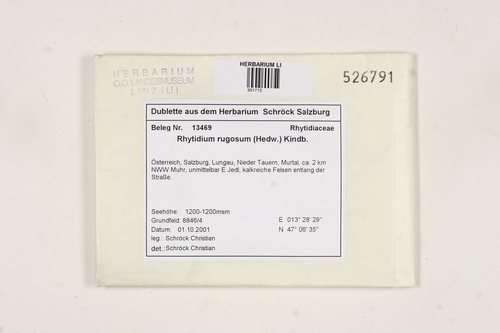 HERBARIUM
O.Ö. LANDESMUSEUM
LINZ (LI)
HERBARIUM LI
951715
526791
Dublette aus dem Herbarium Schröck Salzburg
Beleg Nr. 13469 Rhytidiaceae
Rhytidium rugosum (Hedw.) Kindb.
Österreich, Salzburg, Lungau, Nieder Tauern, Murtal, ca. 2 km
NWW Muhr, unmittelbar E Jedl, kalkreiche Felsen entlang der
Straße.
Seehöhe: 1200-1200msm
Grundfeld: 8846/4 E 013° 28' 29''
Datum: 01.10.2001 N 47° 06' 35''
leg.: Schröck Christian
det.: Schröck Christian